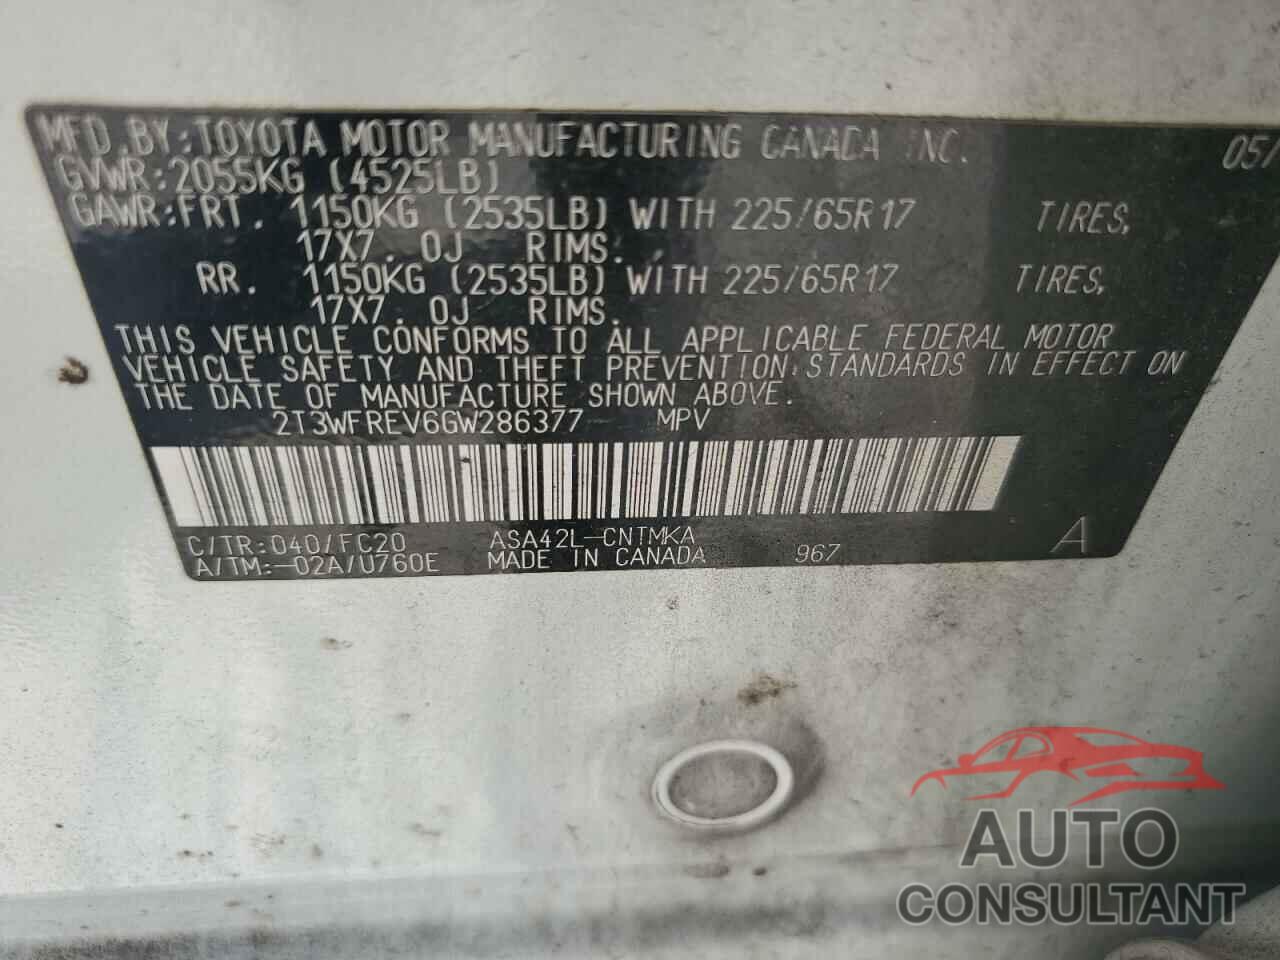 MFD.BY:TOYOTA MOTOR MANUFACTURING CANADA INC. 05/
GVWR:2055KG (4525LB)
GAWR:FRT. 1150KG (2535LB) WITH 225/65R17 TIRES,
17X7.0J RIMS.
RR. 1150KG (2535LB) WITH 225/65R17 TIRES,
17X7.0J RIMS.
THIS VEHICLE CONFORMS TO ALL APPLICABLE FEDERAL MOTOR
VEHICLE SAFETY AND THEFT PREVENTION STANDARDS IN EFFECT ON
THE DATE OF MANUFACTURE SHOWN ABOVE.
2T3WFREV6GW286377 MPV
C/TR:040/FC20 ASA42L-CNTMKA
A/TM:-02A/U760E MADE IN CANADA 967 A
AUTO
CONSULTANT